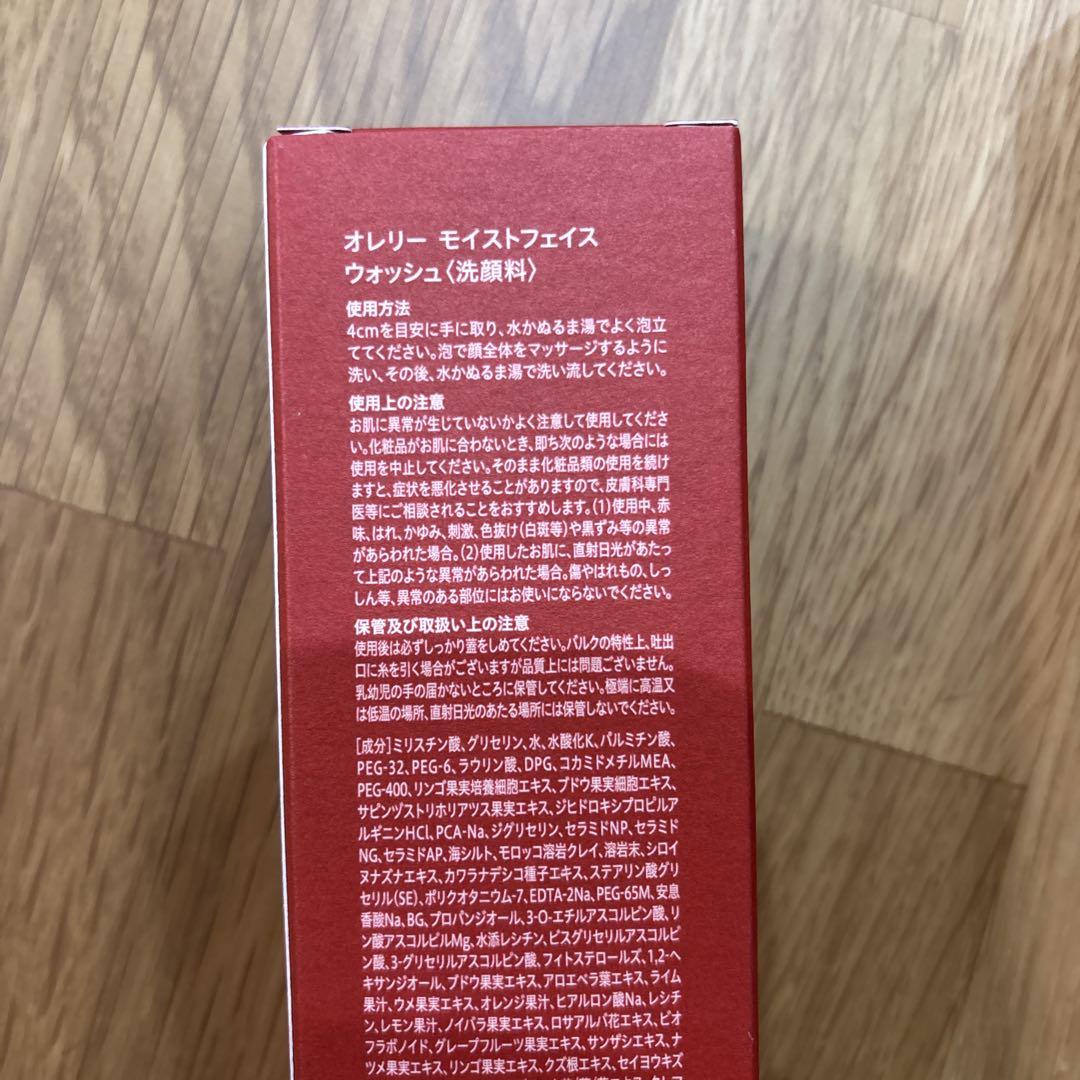 オレリー モイストフェイス
ウォッシュ〈洗顔料〉
使用方法
4cmを目安に手に取り、水かぬるま湯でよく泡立
ててください。泡で顔全体をマッサージするように
洗い、その後、水かぬるま湯で洗い流してください。
使用上の注意
お肌に異常が生じていないかよく注意して使用してくださ
い。化粧品がお肌に合わないとき、即ち次のような場合には
使用を中止してください。そのまま化粧品類の使用を続け
ますと、症状を悪化させることがありますので、皮膚科専門
医等にご相談されることをおすすめします。(1)使用中、赤
味、はれ、かゆみ、刺激、色抜け(白斑等)や黒ずみ等の異常
があらわれた場合。(2)使用したお肌に、直射日光があたっ
て上記のような異常があらわれた場合。傷やはれもの、しっ
しん等、異常のある部位にはお使いにならないでください。
保管及び取扱い上の注意
使用後は必ずしっかり蓋をしめてください。バルクの特性上、吐出
口に糸を引く場合がございますが品質上には問題ございません。
乳幼児の手の届かないところに保管してください。極端に高温又
は低温の場所、直射日光のあたる場所には保管しないでください。
[成分]ミリスチン酸、グリセリン、水、水酸化K、パルミチン酸、
PEG-32、PEG-6、ラウリン酸、DPG、コカミドメチルMEA、
PEG-400、リンゴ果実培養細胞エキス、ブドウ果実細胞エキス、
サピンヅストリホリアツス果実エキス、ジヒドロキシプロピルア
ルギニンHCl、PCA-Na、ジグリセリン、セラミドNP、セラミド
NG、セラミドAP、海シルト、モロッコ溶岩クレイ、溶岩末、シロイ
ヌナズナエキス、カワラナデシコ種子エキス、ステアリン酸グリ
セリル(SE)、ポリクオタニウム-7、EDTA-2Na、PEG-65M、安息
香酸Na、BG、プロパンジオール、3-O-エチルアスコルビン酸、リ
ン酸アスコルビルMg、水添レシチン、ビスグリセリルアスコルビ
ン酸、3-グリセリルアスコルビン酸、フィトステロールズ、1,2-ヘ
キサンジオール、ブドウ果実エキス、アロエベラ葉エキス、ライム
果汁、ウメ果実エキス、オレンジ果汁、ヒアルロン酸Na、レシチ
ン、レモン果汁、ノイバラ果実エキス、ロサアルバ花エキス、ビオ
フラボノイド、グレープフルーツ果実エキス、サンザシエキス、ナ
ツメ果実エキス、リンゴ果実エキス、クズ根エキス、セイヨウキズ